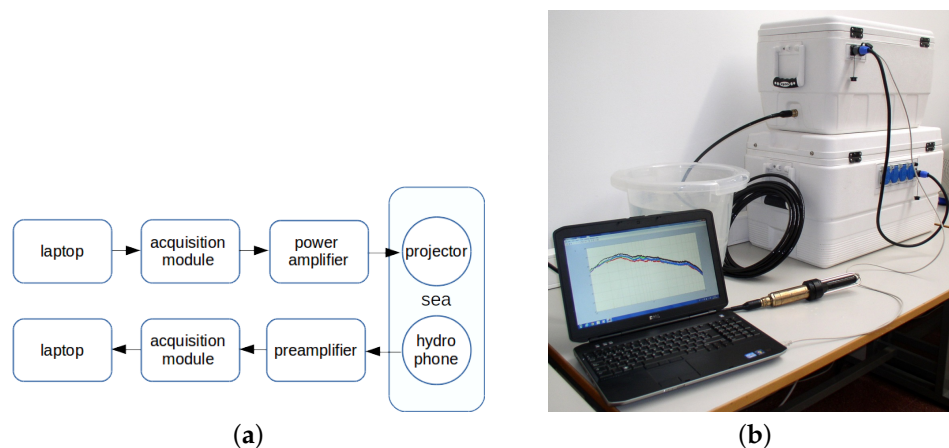 laptop
acquisition
module
power
amplifier
projector
sea
laptop
acquisition
module
preamplifier
hydro
phone
(a)
(b)